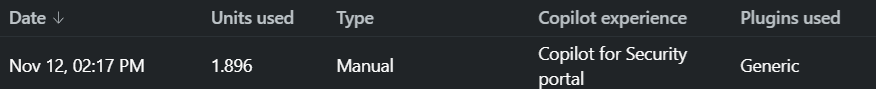 Date ↓ Units used Type Copilot experience Plugins used
Nov 12, 02:17 PM 1.896 Manual Copilot for Security portal Generic